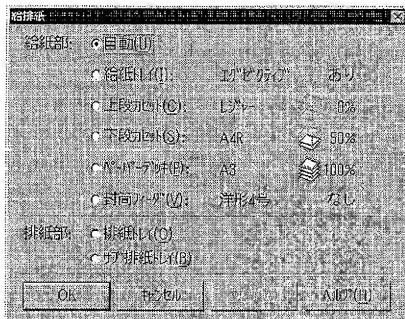 給排紙
給紙部: 自動(U)
給紙トレイ(I): エグゼクティブ あり
上段カセット(C): レジャー 0%
下段カセット(S): A4R 50%
ペーパーデッキ(P): A3 100%
封筒フィーダ(V): 洋形4号 なし
排紙部: 排紙トレイ(O)
サブ排紙トレイ(B)
OK キャンセル ヘルプ(H)